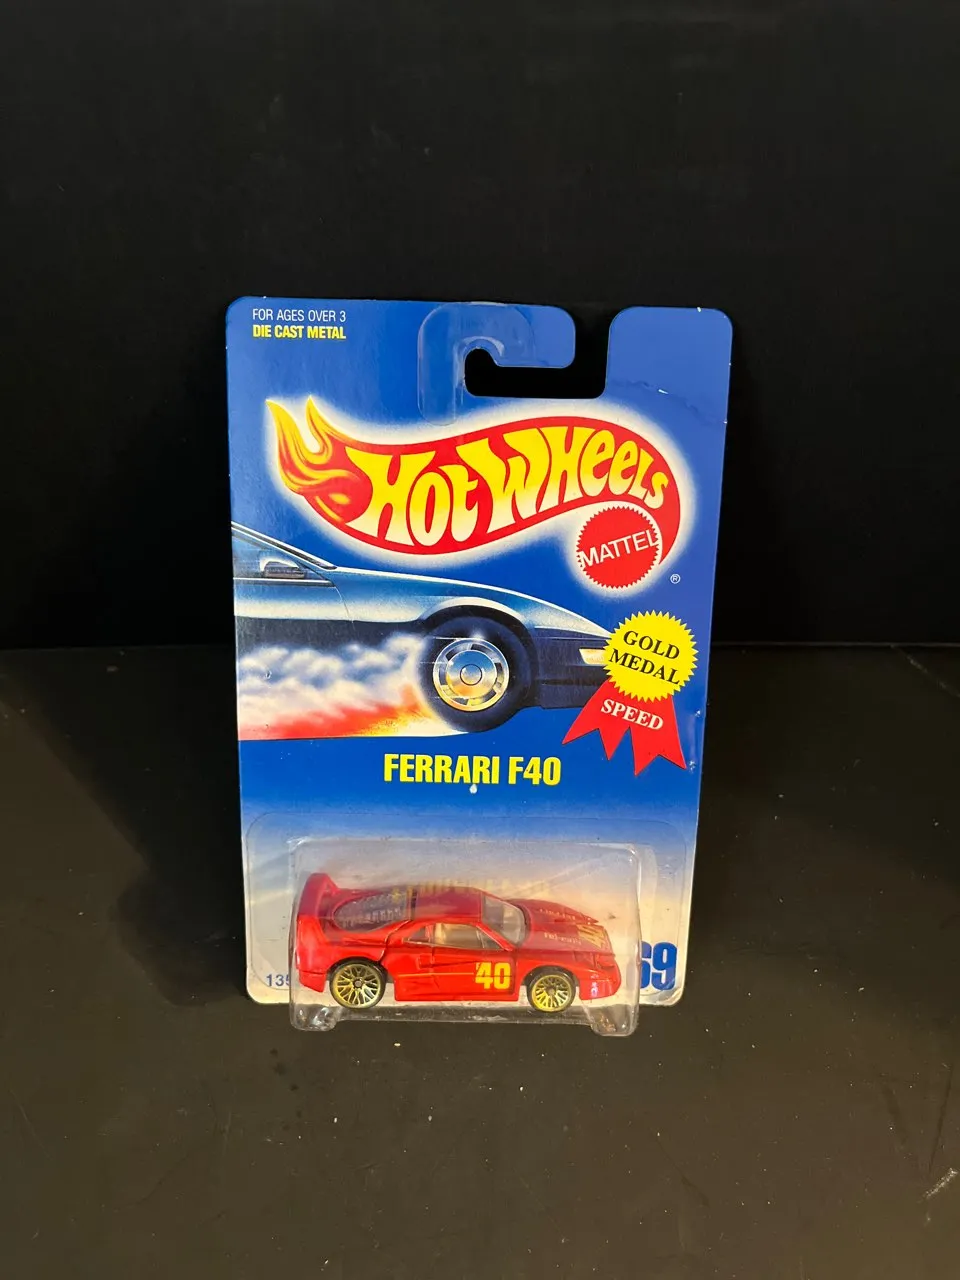 FOR AGES OVER 3
DIE CAST METAL
HOT WHEELS
MATTEL
®
GOLD
MEDAL
SPEED
FERRARI F40
40